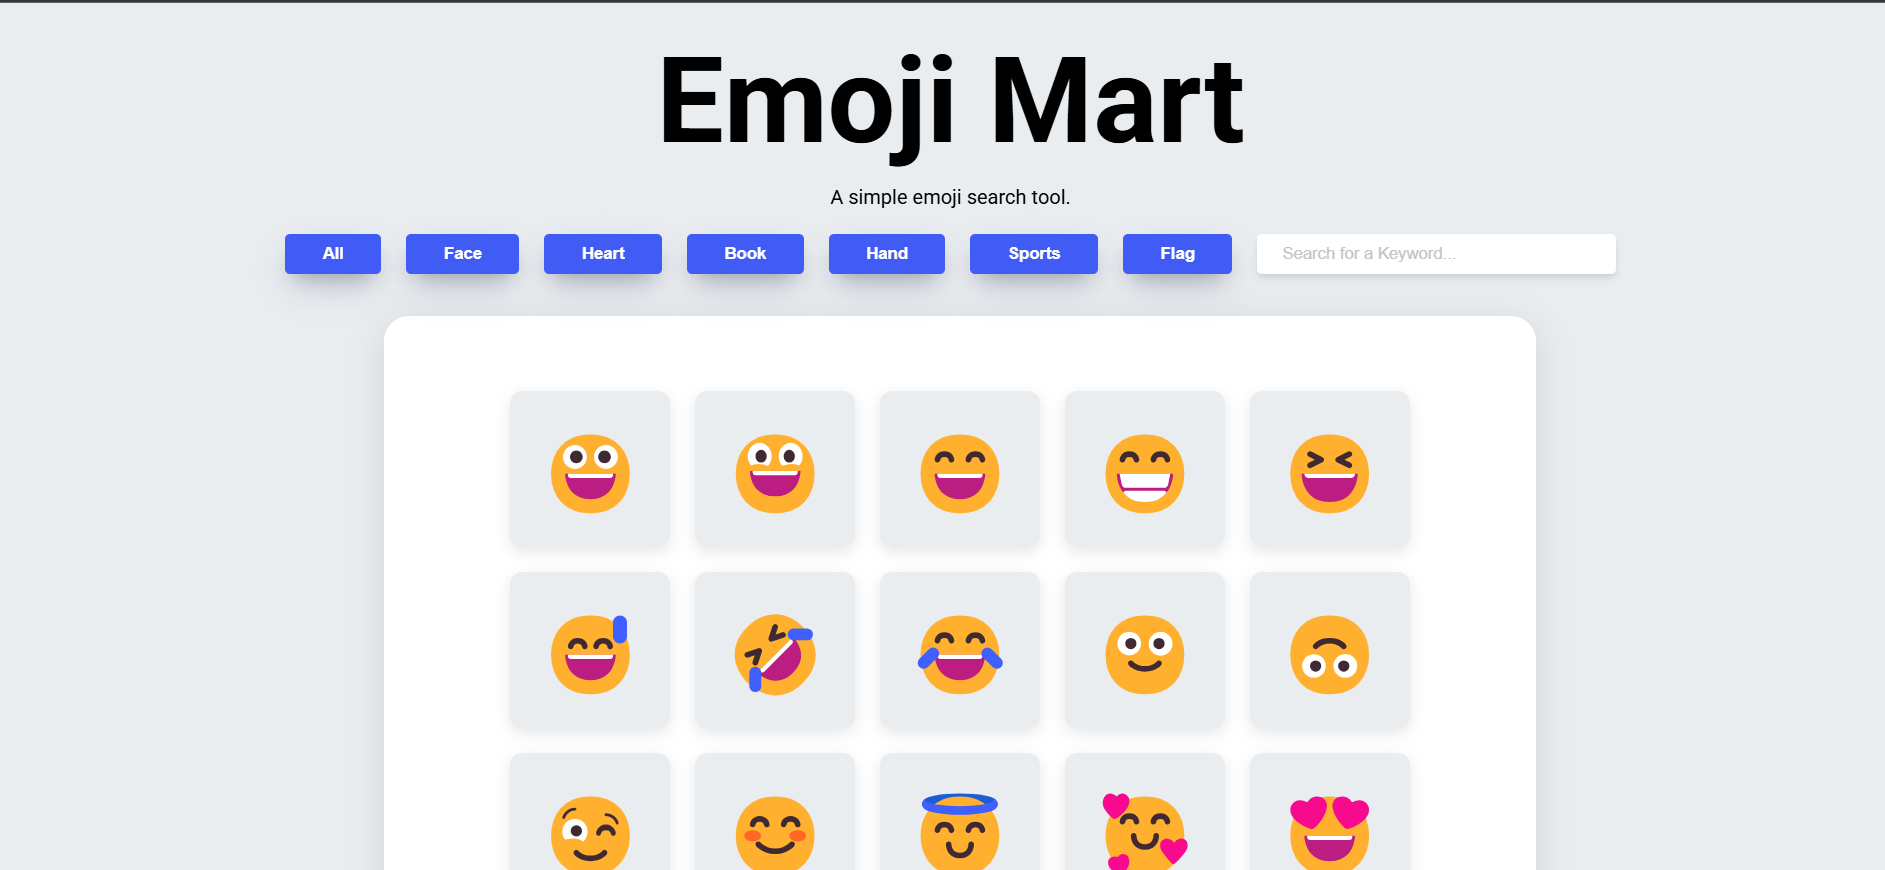 Emoji Mart
A simple emoji search tool.
All Face Heart Book Hand Sports Flag Search for a Keyword...